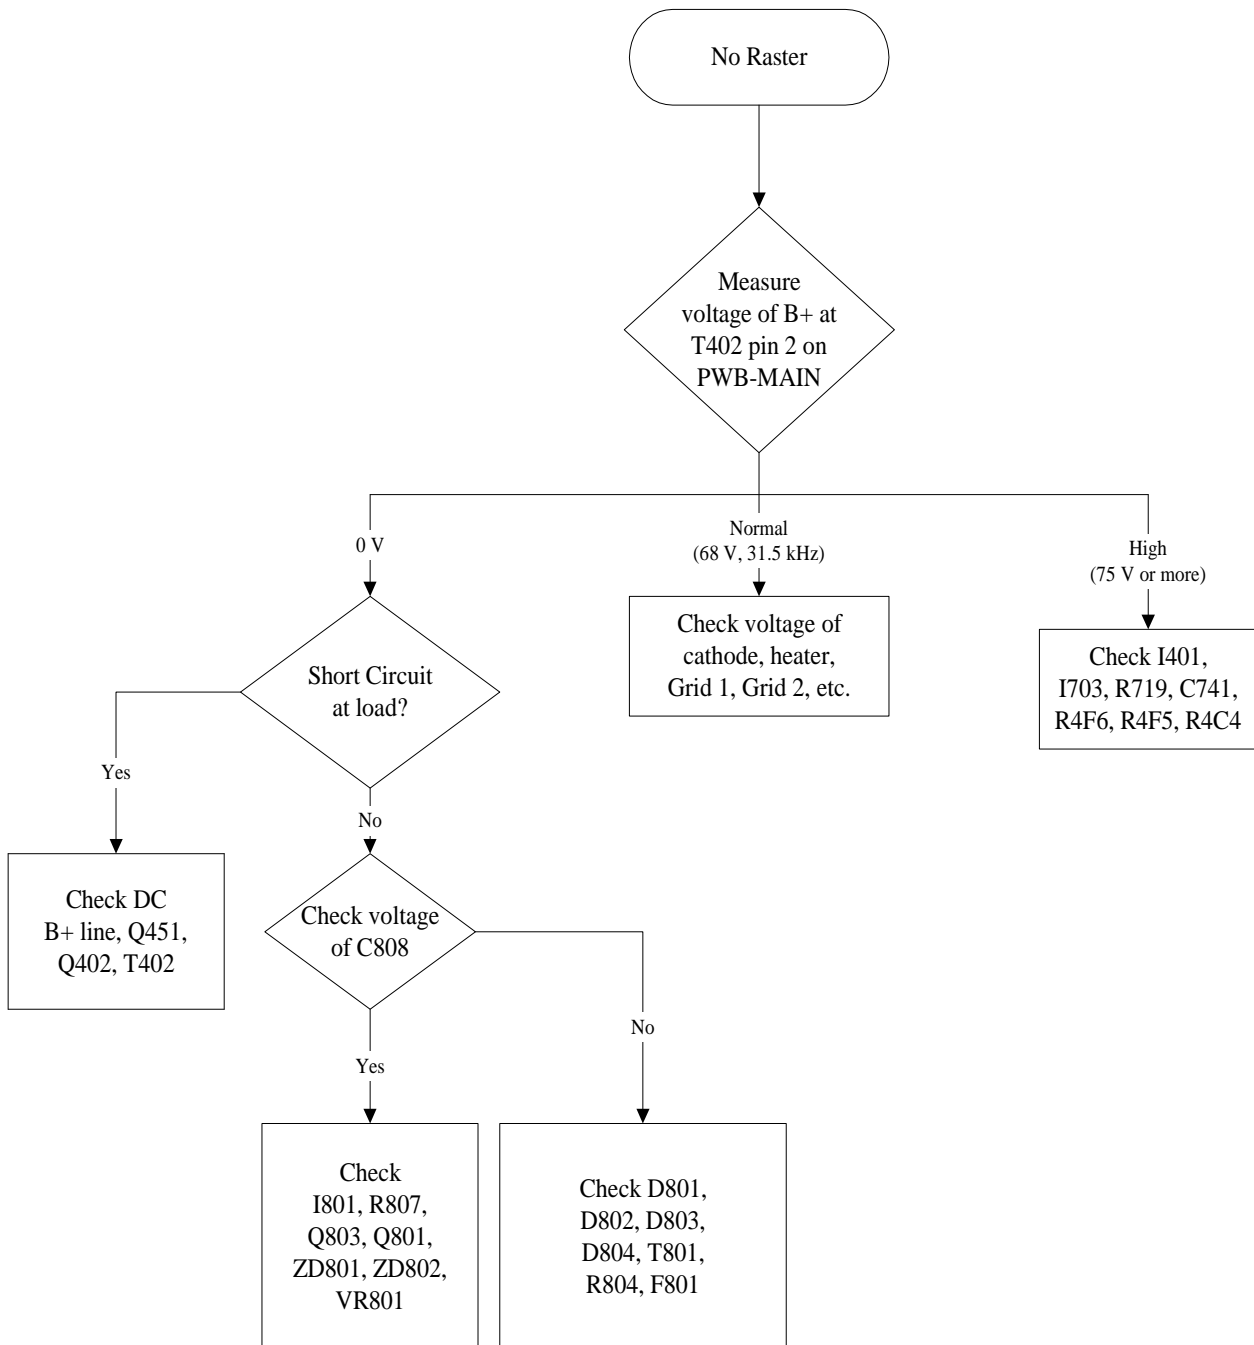 No Raster
Measure
voltage of B+ at
T402 pin 2 on
PWB-MAIN
0 V
Normal
(68 V, 31.5 kHz)
High
(75 V or more)
Short Circuit
at load?
Check voltage of
cathode, heater,
Grid 1, Grid 2, etc.
Check I401,
I703, R719, C741,
R4F6, R4F5, R4C4
Yes
No
Check DC
B+ line, Q451,
Q402, T402
Check voltage
of C808
Yes
No
Check
I801, R807,
Q803, Q801,
ZD801, ZD802,
VR801
Check D801,
D802, D803,
D804, T801,
R804, F801